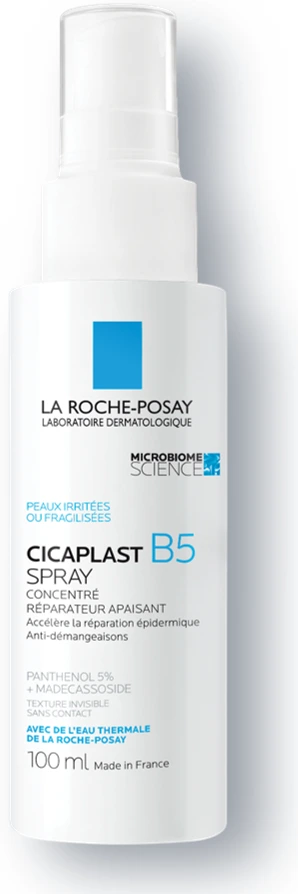 LA ROCHE-POSAY
LABORATOIRE DERMATOLOGIQUE
MICROBIOME
SCIENCE
PEAUX IRRITÉES
OU FRAGILISÉES
CICAPLAST B5
SPRAY
CONCENTRÉ
RÉPARATEUR APAISANT
Accélère la réparation épidermique
Anti-démangeaisons
PANTHENOL 5%
+ MADECASSOSIDE
TEXTURE INVISIBLE
SANS CONTACT
AVEC DE L'EAU THERMALE
DE LA ROCHE-POSAY
100 ml Made in France